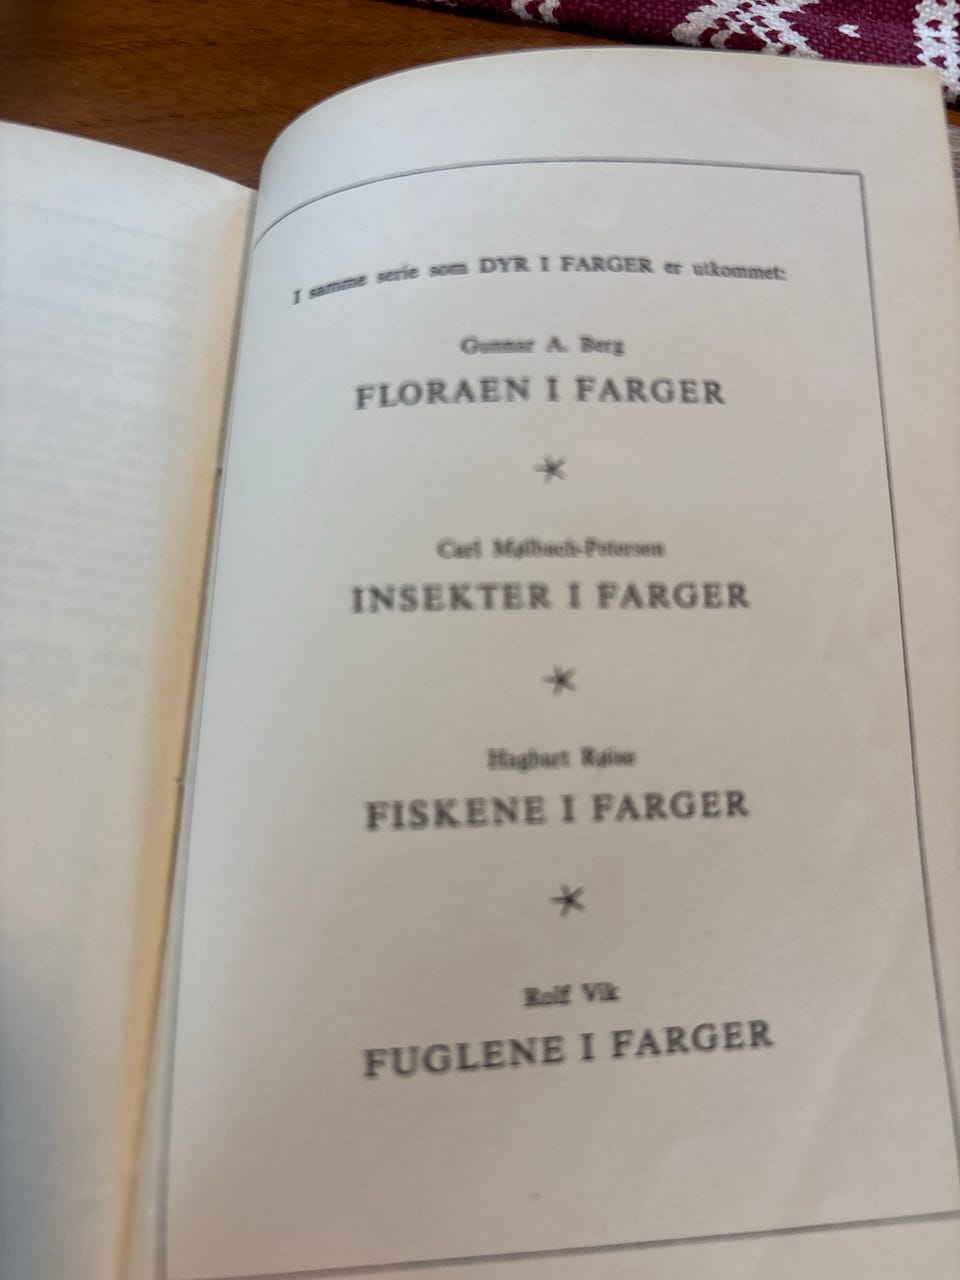 I samme serie som DYR I FARGER er utkommet:
Gunnar A. Berg
FLORAEN I FARGER
*
Carl Mølbach-Petersen
INSEKTER I FARGER
*
Hagbart Røise
FISKENE I FARGER
*
Rolf Vik
FUGLENE I FARGER